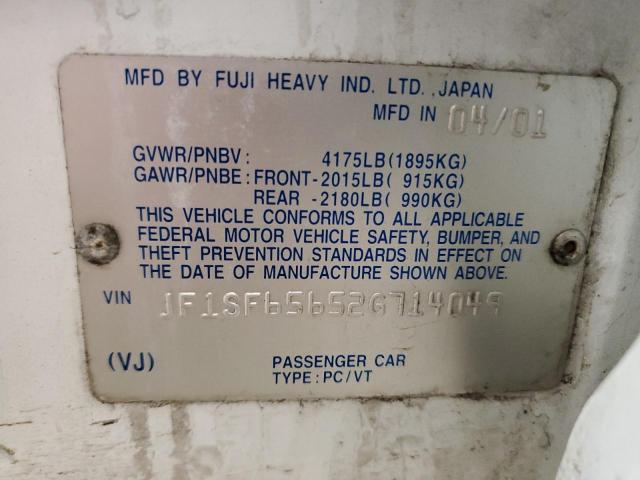 MFD BY FUJI HEAVY IND. LTD., JAPAN
MFD IN 04/01
GVWR/PNBV: 4175LB(1895KG)
GAWR/PNBE: FRONT-2015LB( 915KG)
REAR -2180LB( 990KG)
THIS VEHICLE CONFORMS TO ALL APPLICABLE
FEDERAL MOTOR VEHICLE SAFETY, BUMPER, AND
THEFT PREVENTION STANDARDS IN EFFECT ON
THE DATE OF MANUFACTURE SHOWN ABOVE.
VIN JF1SF65652G714049
(VJ) PASSENGER CAR
TYPE: PC/VT